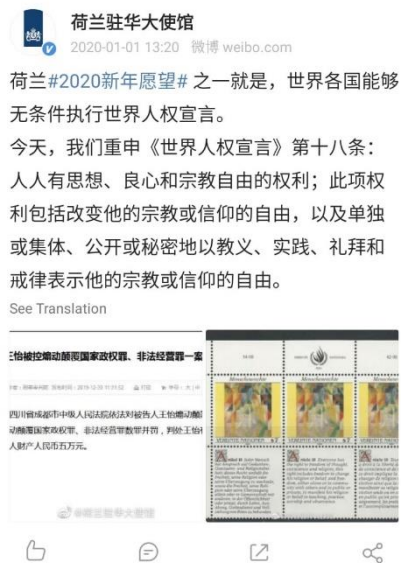 荷兰驻华大使馆
2020-01-01 13:20 微博 weibo.com
荷兰#2020新年愿望# 之一就是，世界各国能够
无条件执行世界人权宣言。
今天，我们重申《世界人权宣言》第十八条：
人人有思想、良心和宗教自由的权利；此项权
利包括改变他的宗教或信仰的自由，以及单独
或集体、公开或秘密地以教义、实践、礼拜和
戒律表示他的宗教或信仰的自由。
See Translation
王怡被控煽动颠覆国家政权罪、非法经营罪一案
四川省成都市中级人民法院依法对被告人王怡煽动颠
动颠覆国家政权罪、非法经营罪数罪并罚，判处王怡
人财产人民币五万元。
@荷兰驻华大使馆